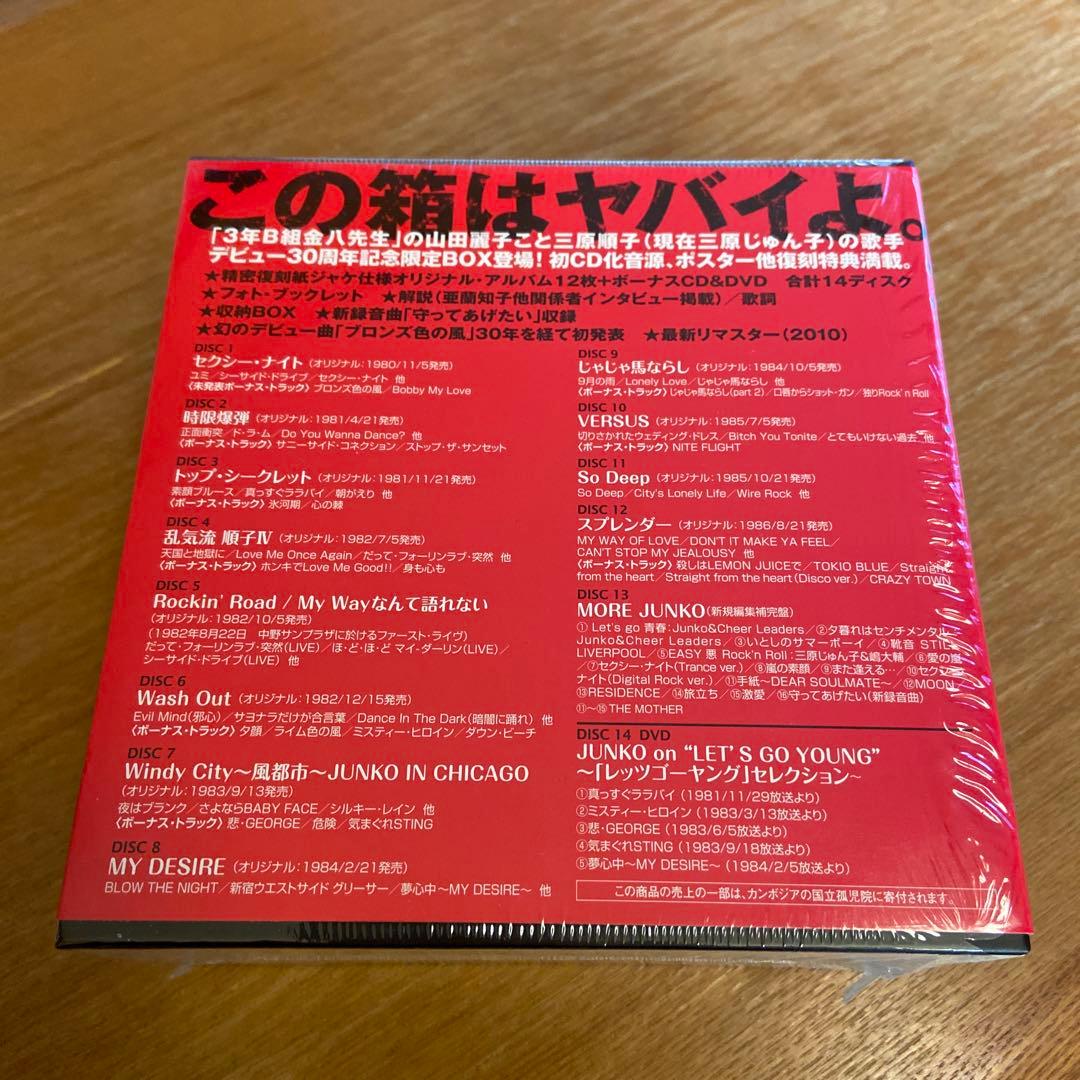 この箱はヤバイよ。
「3年B組金八先生」の山田麗子こと三原順子(現在三原じゅん子)の歌手
デビュー30周年記念限定BOX登場! 初CD化音源、ポスター他復刻特典満載。
★精密復刻紙ジャケ仕様オリジナル・アルバム12枚+ボーナスCD&DVD 合計14ディスク
★フォト・ブックレット ★解説(亜蘭知子他関係者インタビュー掲載)/歌詞
★収納BOX ★新録音曲「守ってあげたい」収録
★幻のデビュー曲「ブロンズ色の風」30年を経て初発表 ★最新リマスター(2010)
DISC 1
セクシー・ナイト(オリジナル:1980/11/5発売)
ユミ/シーサイド・ドライブ/セクシー・ナイト 他
〈未発表ボーナス・トラック〉ブロンズ色の風/Bobby My Love
DISC 2
時限爆弾(オリジナル:1981/4/21発売)
正面衝突/ド・ラ・ム/Do You Wanna Dance? 他
〈ボーナス・トラック〉サニーサイド・コネクション/ストップ・ザ・サンセット
DISC 3
トップ・シークレット(オリジナル:1981/11/21発売)
素顔ブルース/真っすぐララバイ/朝がえり 他
〈ボーナス・トラック〉氷河期/心の棘
DISC 4
乱気流 順子Ⅳ(オリジナル:1982/7/5発売)
天国と地獄に/Love Me Once Again/だって・フォーリンラブ・突然 他
〈ボーナス・トラック〉ホンキでLove Me Good!!/身も心も
DISC 5
Rockin' Road / My Wayなんて語れない
(オリジナル:1982/10/5発売)
(1982年8月22日 中野サンプラザに於けるファースト・ライヴ)
だって・フォーリンラブ・突然(LIVE)/ほ・ど・ほ・ど マイ・ダーリン(LIVE)/
シーサイド・ドライブ(LIVE) 他
DISC 6
Wash Out(オリジナル:1982/12/15発売)
Evil Mind(邪心)/サヨナラだけが合言葉/Dance In The Dark(暗闇に踊れ) 他
〈ボーナス・トラック〉夕顔/ライム色の風/ミスティー・ヒロイン/ダウン・ビーチ
DISC 7
Windy City〜風都市〜JUNKO IN CHICAGO
(オリジナル:1983/9/13発売)
夜はブランク/さよならBABY FACE/シルキー・レイン 他
〈ボーナス・トラック〉悲・GEORGE/危険/気まぐれSTING
DISC 8
MY DESIRE(オリジナル:1984/2/21発売)
BLOW THE NIGHT/新宿ウエストサイド グリーサー/夢心中〜MY DESIRE〜 他
DISC 9
じゃじゃ馬ならし(オリジナル:1984/10/5発売)
9月の雨/Lonely Love/じゃじゃ馬ならし 他
〈ボーナス・トラック〉じゃじゃ馬ならし(part 2)/口唇からショット・ガン/独りRock'n Roll
DISC 10
VERSUS(オリジナル:1985/7/5発売)
切りさかれたウェディング・ドレス/Bitch You Tonite/とてもいけない過去 他
〈ボーナス・トラック〉NITE FLIGHT
DISC 11
So Deep(オリジナル:1985/10/21発売)
So Deep/City's Lonely Life/Wire Rock 他
DISC 12
スプレンダー(オリジナル:1986/8/21発売)
MY WAY OF LOVE/DON'T IT MAKE YA FEEL/
CAN'T STOP MY JEALOUSY 他
〈ボーナス・トラック〉殺しはLEMON JUICEで/TOKIO BLUE/Straight
from the heart/Straight from the heart(Disco ver.)/CRAZY TOWN
DISC 13
MORE JUNKO(新規編集補完盤)
①Let's go 青春:Junko&Cheer Leaders/②夕暮れはセンチメンタル:
Junko&Cheer Leaders/③いとしのサマーボーイ/④靴音 STILL
LIVERPOOL/⑤EASY 悪 Rock'n Roll:三原じゅん子&嶋大輔/⑥愛の嵐
/⑦セクシー・ナイト(Trance ver.)/⑧嵐の素顔/⑨また逢える…/⑩セクシー・
ナイト(Digital Rock ver.)/⑪手紙〜DEAR SOULMATE〜/⑫MOON
⑬RESIDENCE/⑭旅立ち/⑮激愛/⑯守ってあげたい(新録音曲)
⑪〜⑮ THE MOTHER
DISC 14 DVD
JUNKO on "LET'S GO YOUNG"
〜「レッツゴーヤング」セレクション〜
①真っすぐララバイ(1981/11/29放送より)
②ミスティー・ヒロイン(1983/3/13放送より)
③悲・GEORGE(1983/6/5放送より)
④気まぐれSTING(1983/9/18放送より)
⑤夢心中〜MY DESIRE〜(1984/2/5放送より)
この商品の売上の一部は、カンボジアの国立孤児院に寄付されます。